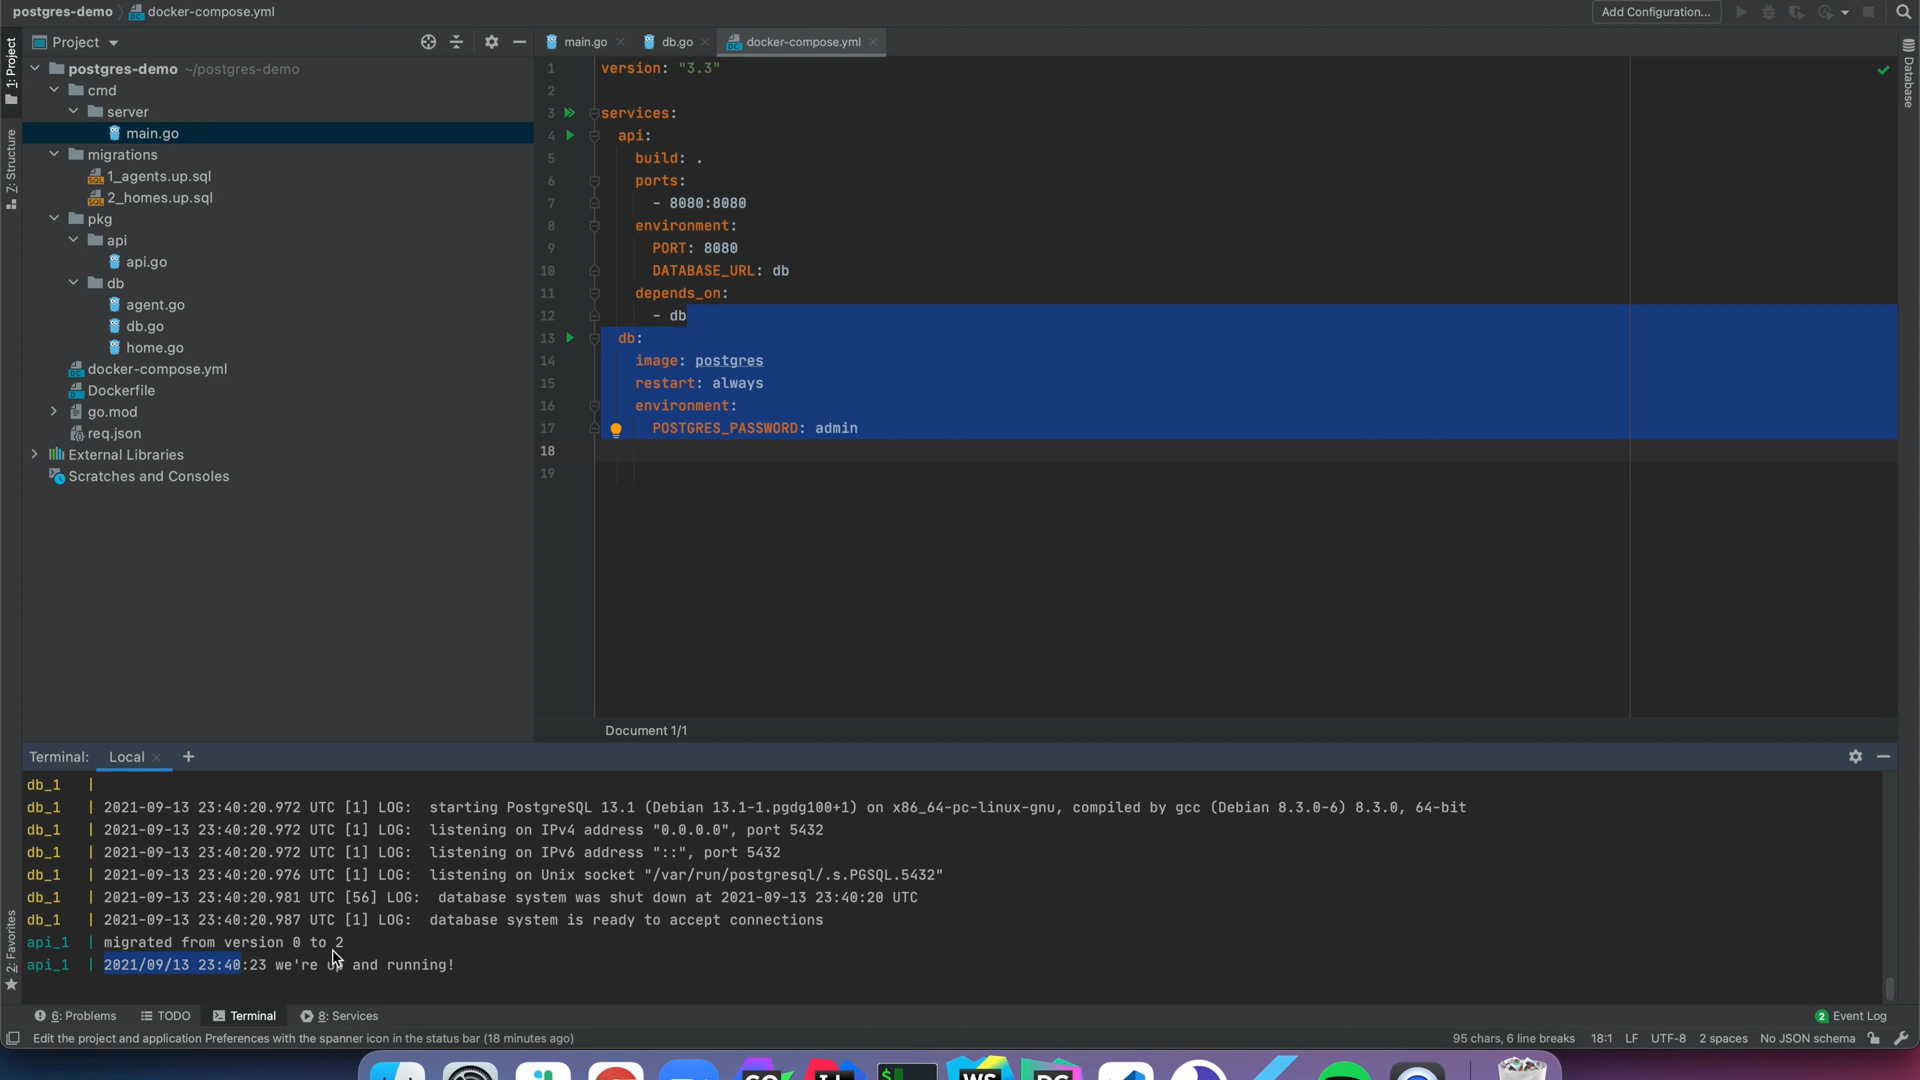 postgres-demo docker-compose.yml Add Configuration...
1: Project
Z: Structure
2: Favorites
Database
Project
postgres-demo ~/postgres-demo
cmd
server
main.go
migrations
1_agents.up.sql
2_homes.up.sql
pkg
api
api.go
db
agent.go
db.go
home.go
docker-compose.yml
Dockerfile
go.mod
req.json
External Libraries
Scratches and Consoles
main.go db.go docker-compose.yml
1 version: "3.3"
2
3 services:
4 api:
5 build: .
6 ports:
7 - 8080:8080
8 environment:
9 PORT: 8080
10 DATABASE_URL: db
11 depends_on:
12 - db
13 db:
14 image: postgres
15 restart: always
16 environment:
17 POSTGRES_PASSWORD: admin
18
19
Document 1/1
Terminal: Local +
db_1 |
db_1 | 2021-09-13 23:40:20.972 UTC [1] LOG: starting PostgreSQL 13.1 (Debian 13.1-1.pgdg100+1) on x86_64-pc-linux-gnu, compiled by gcc (Debian 8.3.0-6) 8.3.0, 64-bit
db_1 | 2021-09-13 23:40:20.972 UTC [1] LOG: listening on IPv4 address "0.0.0.0", port 5432
db_1 | 2021-09-13 23:40:20.972 UTC [1] LOG: listening on IPv6 address "::", port 5432
db_1 | 2021-09-13 23:40:20.976 UTC [1] LOG: listening on Unix socket "/var/run/postgresql/.s.PGSQL.5432"
db_1 | 2021-09-13 23:40:20.981 UTC [56] LOG: database system was shut down at 2021-09-13 23:40:20 UTC
db_1 | 2021-09-13 23:40:20.987 UTC [1] LOG: database system is ready to accept connections
api_1 | migrated from version 0 to 2
api_1 | 2021/09/13 23:40:23 we're up and running!
6: Problems TODO Terminal 8: Services 2 Event Log
Edit the project and application Preferences with the spanner icon in the status bar (18 minutes ago) 95 chars, 6 line breaks 18:1 LF UTF-8 2 spaces No JSON schema